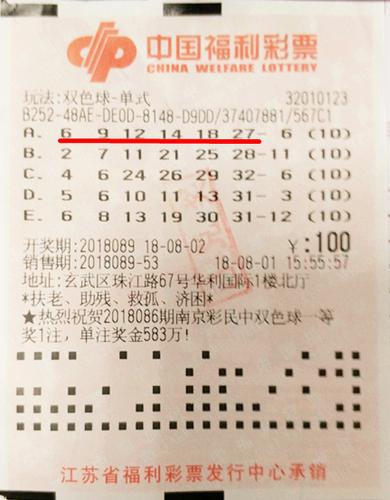 中国福利彩票
CHINA WELFARE LOTTERY
玩法:双色球-单式 32010123
B252-48AE-DE0D-8148-D9DD/37407881/567C1
A. 6 9 12 14 18 27- 6 (10)
B. 2 7 11 21 25 28-11 (10)
C. 4 6 24 26 29 32- 6 (10)
D. 5 6 10 11 13 31- 3 (10)
E. 6 8 13 19 30 31-12 (10)
开奖期:2018089 18-08-02 ¥:100
销售期:2018089-53 18-08-01 15:55:57
地址:玄武区珠江路67号华利国际1楼北厅
*扶老、助残、救孤、济困*
★热烈祝贺2018086期南京彩民中双色球一等
奖1注,单注奖金583万!
江苏省福利彩票发行中心承销